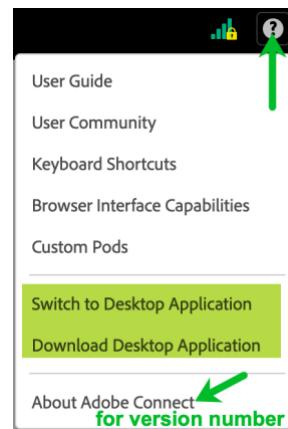 ?
User Guide
User Community
Keyboard Shortcuts
Browser Interface Capabilities
Custom Pods
Switch to Desktop Application
Download Desktop Application
About Adobe Connect
for version number